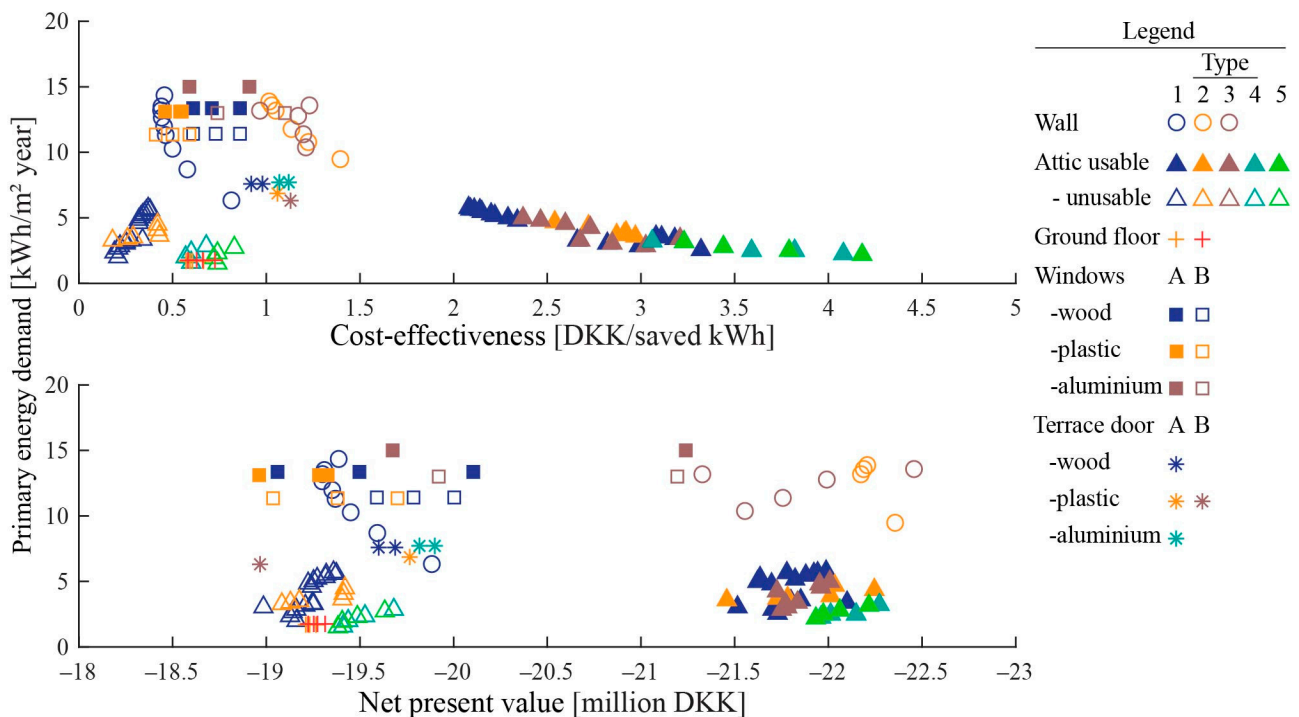 20
15
10
5
0
0 0.5 1 1.5 2 2.5 3 3.5 4 4.5 5
Cost-effectiveness [DKK/saved kWh]
Primary energy demand [kWh/m² year]
20
15
10
5
0
–18 –18.5 –19 –19.5 –20 –20.5 –21 –21.5 –22 –22.5 –23
Net present value [million DKK]
Legend
Type
1 2 3 4 5
Wall
Attic usable
- unusable
Ground floor
Windows A B
-wood
-plastic
-aluminium
Terrace door A B
-wood
-plastic
-aluminium